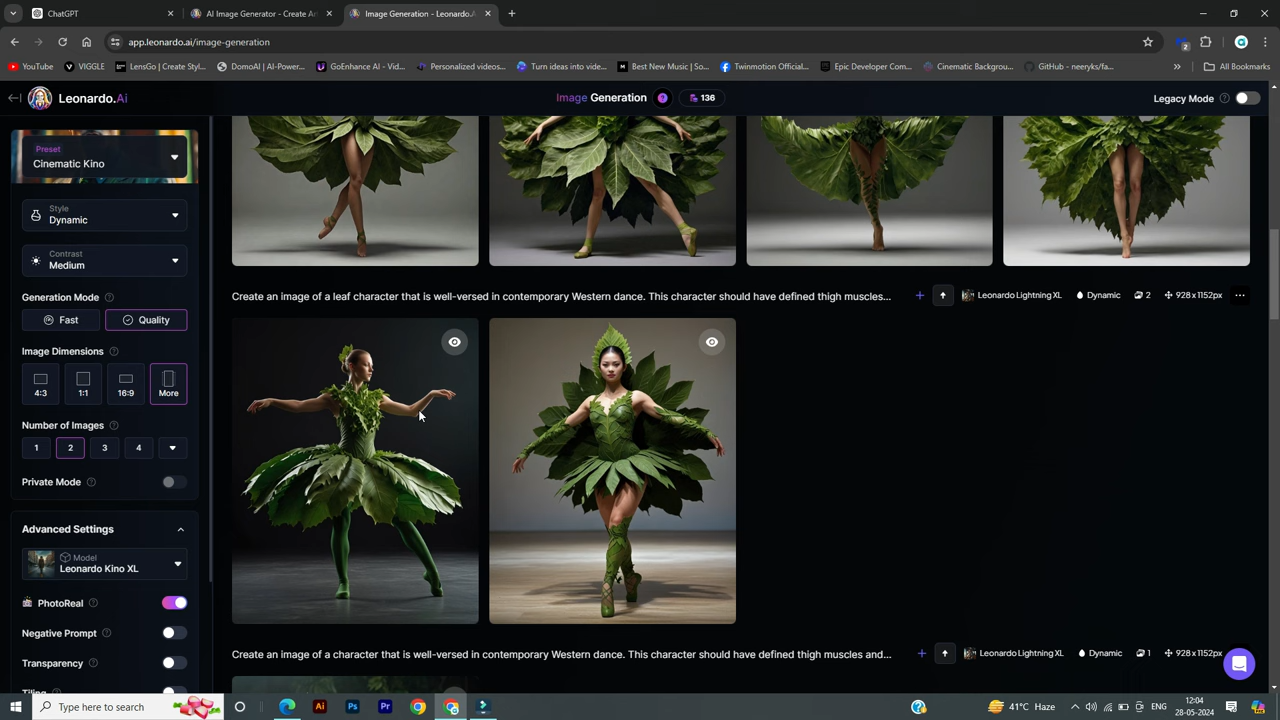 ChatGPT
AI Image Generator - Create Ar
Image Generation - Leonardo.A
app.leonardo.ai/image-generation
2
YouTube
VIGGLE
LensGo | Create Styl...
DomoAI | AI-Power...
GoEnhance AI - Vid...
Personalized videos...
Turn ideas into vide...
Best New Music | So...
Twinmotion Official...
Epic Developer Com...
Cinematic Backgrou...
GitHub - neeryks/fa...
»
All Bookmarks
Leonardo.Ai
Image Generation
?
136
Legacy Mode
Preset
Cinematic Kino
Style
Dynamic
Contrast
Medium
Generation Mode
Fast
Quality
Image Dimensions
4:3
1:1
16:9
More
Number of Images
1
2
3
4
Private Mode
Advanced Settings
Model
Leonardo Kino XL
PhotoReal
Negative Prompt
Transparency
Tiling
Create an image of a leaf character that is well-versed in contemporary Western dance. This character should have defined thigh muscles...
Leonardo Lightning XL
Dynamic
2
928 x 1152px
Create an image of a character that is well-versed in contemporary Western dance. This character should have defined thigh muscles and...
Leonardo Lightning XL
Dynamic
1
928 x 1152px
Type here to search
Ai
Ps
Pr
41°C Haze
ENG
12:04
28-05-2024